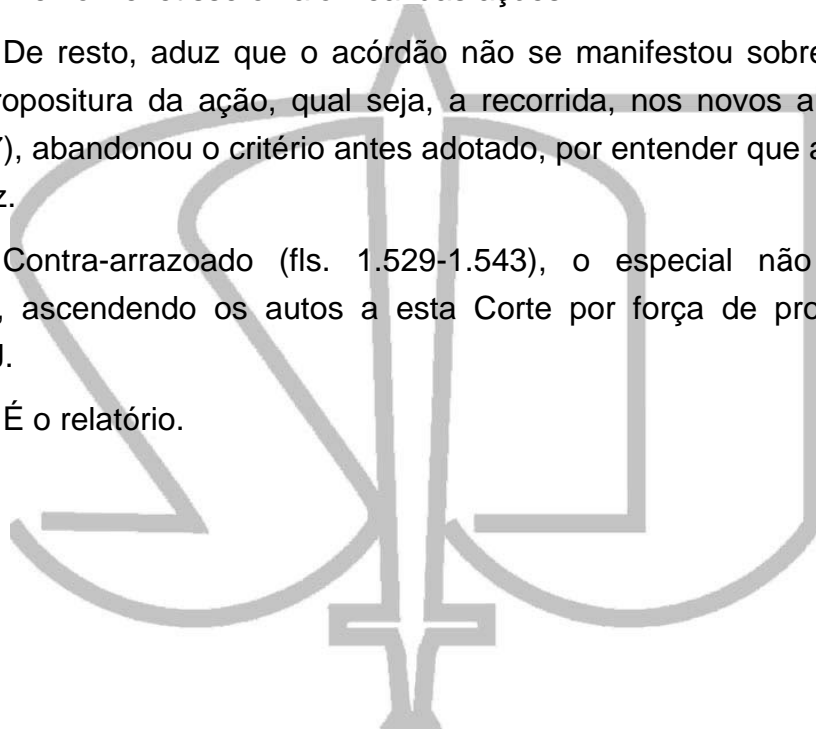 De resto, aduz que o acórdão não se manifestou sobre
ropositura da ação, qual seja, a recorrida, nos novos a
), abandonou o critério antes adotado, por entender que a
z.
Contra-arrazoado (fls. 1.529-1.543), o especial não
, ascendendo os autos a esta Corte por força de pro
É o relatório.